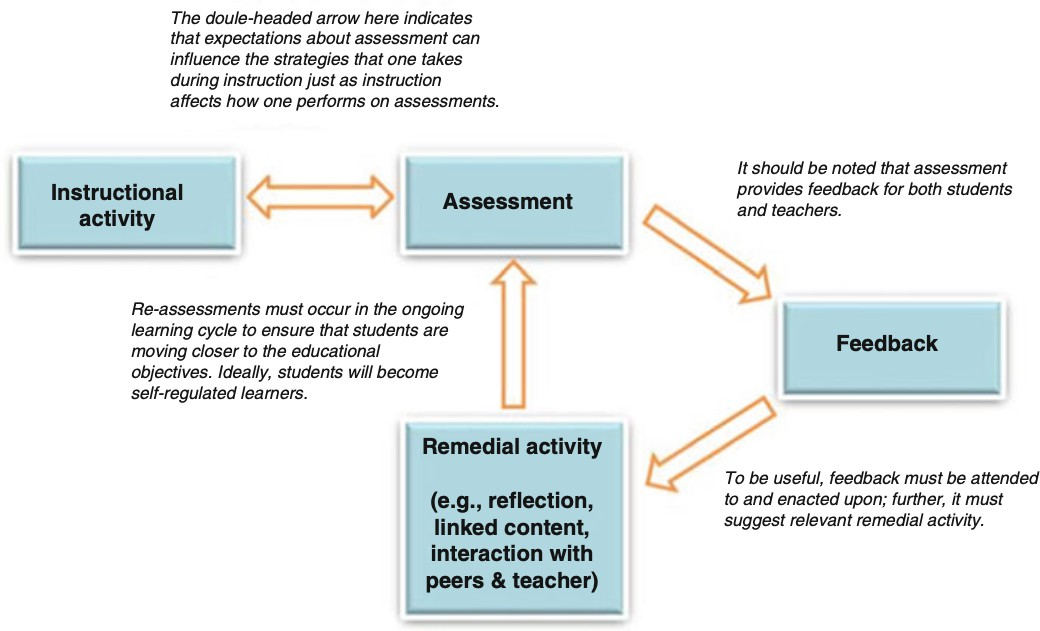 The doule-headed arrow here indicates
that expectations about assessment can
influence the strategies that one takes
during instruction just as instruction
affects how one performs on assessments.
Instructional
activity
Assessment
It should be noted that assessment
provides feedback for both students
and teachers.
Re-assessments must occur in the ongoing
learning cycle to ensure that students are
moving closer to the educational
objectives. Ideally, students will become
self-regulated learners.
Feedback
Remedial activity
(e.g., reflection,
linked content,
interaction with
peers & teacher)
To be useful, feedback must be attended
to and enacted upon; further, it must
suggest relevant remedial activity.